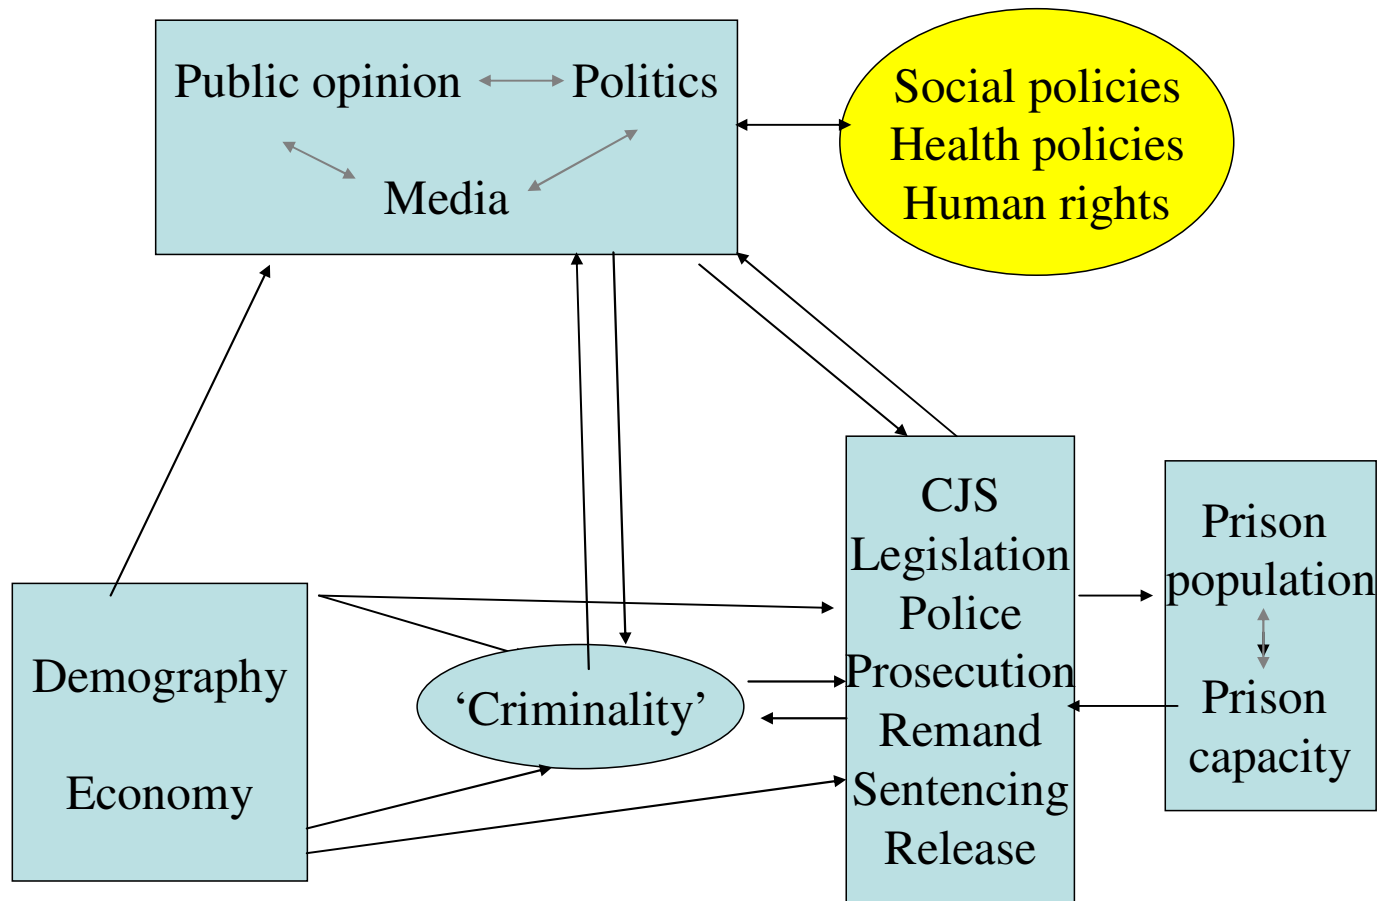 Public opinion Politics
Media
Social policies
Health policies
Human rights
Demography
Economy
‘Criminality’
CJS
Legislation
Police
Prosecution
Remand
Sentencing
Release
Prison
population
Prison
capacity